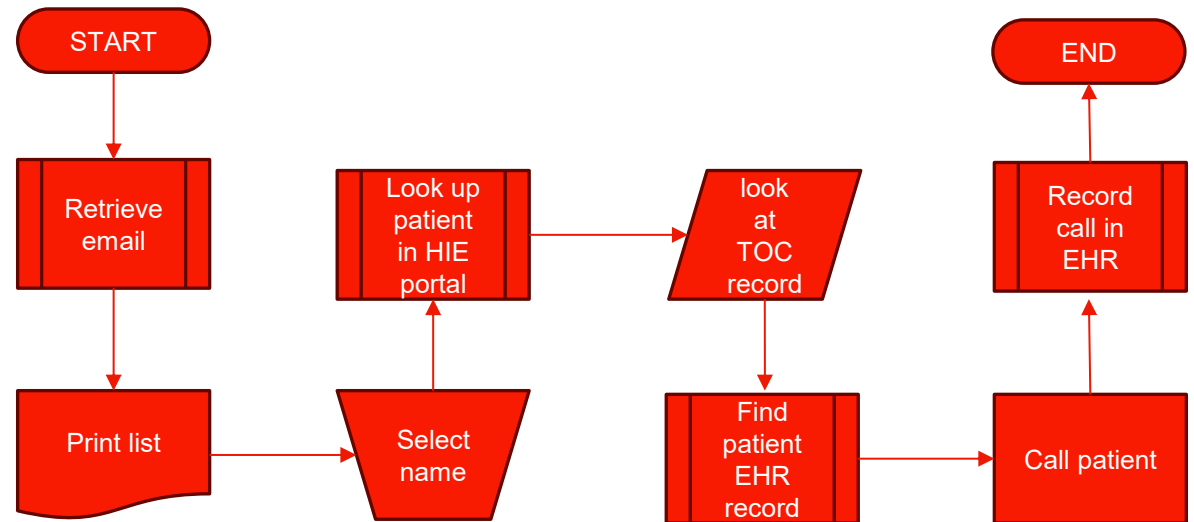 START
Retrieve
email
Print list
Select
name
Look up
patient
in HIE
portal
look
at
TOC
record
Find
patient
EHR
record
Call patient
Record
call in
EHR
END